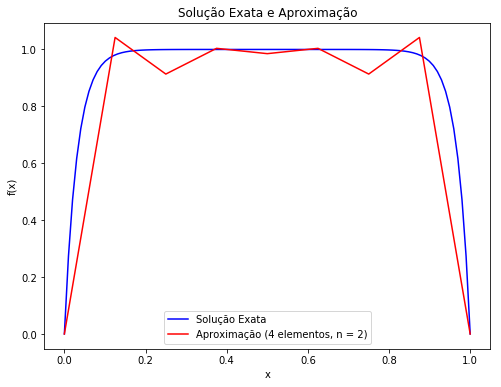 Solução Exata e Aproximação
f(x)
1.0
0.8
0.6
0.4
0.2
0.0
Solução Exata
Aproximação (4 elementos, n = 2)
0.0 0.2 0.4 0.6 0.8 1.0
x